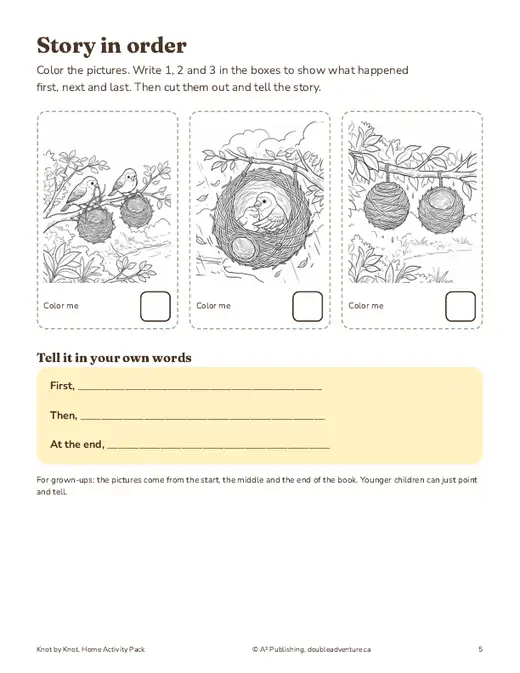 Story in order
Color the pictures. Write 1, 2 and 3 in the boxes to show what happened
first, next and last. Then cut them out and tell the story.
Color me
Color me
Color me
Tell it in your own words
First, ______________________________________________
Then, ______________________________________________
At the end, __________________________________________
For grown-ups: the pictures come from the start, the middle and the end of the book. Younger children can just point
and tell.
Knot by Knot. Home Activity Pack
© A² Publishing, doubleadventure.ca
5